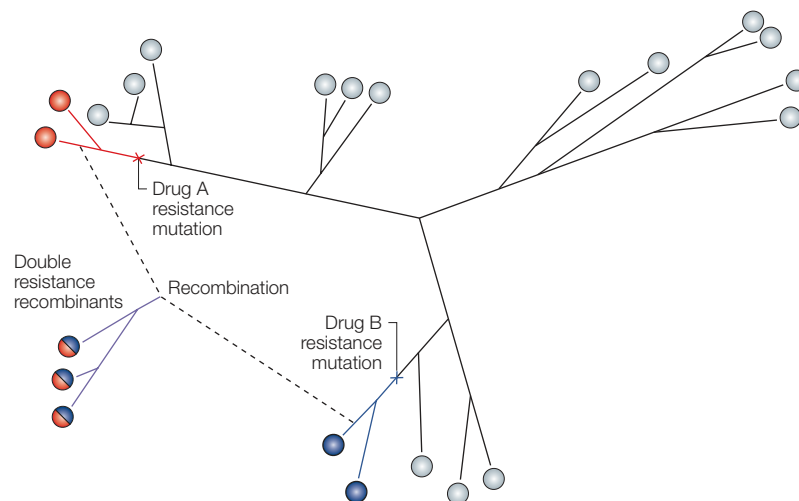 Drug A
resistance
mutation
Double
resistance
recombinants
Recombination
Drug B
resistance
mutation